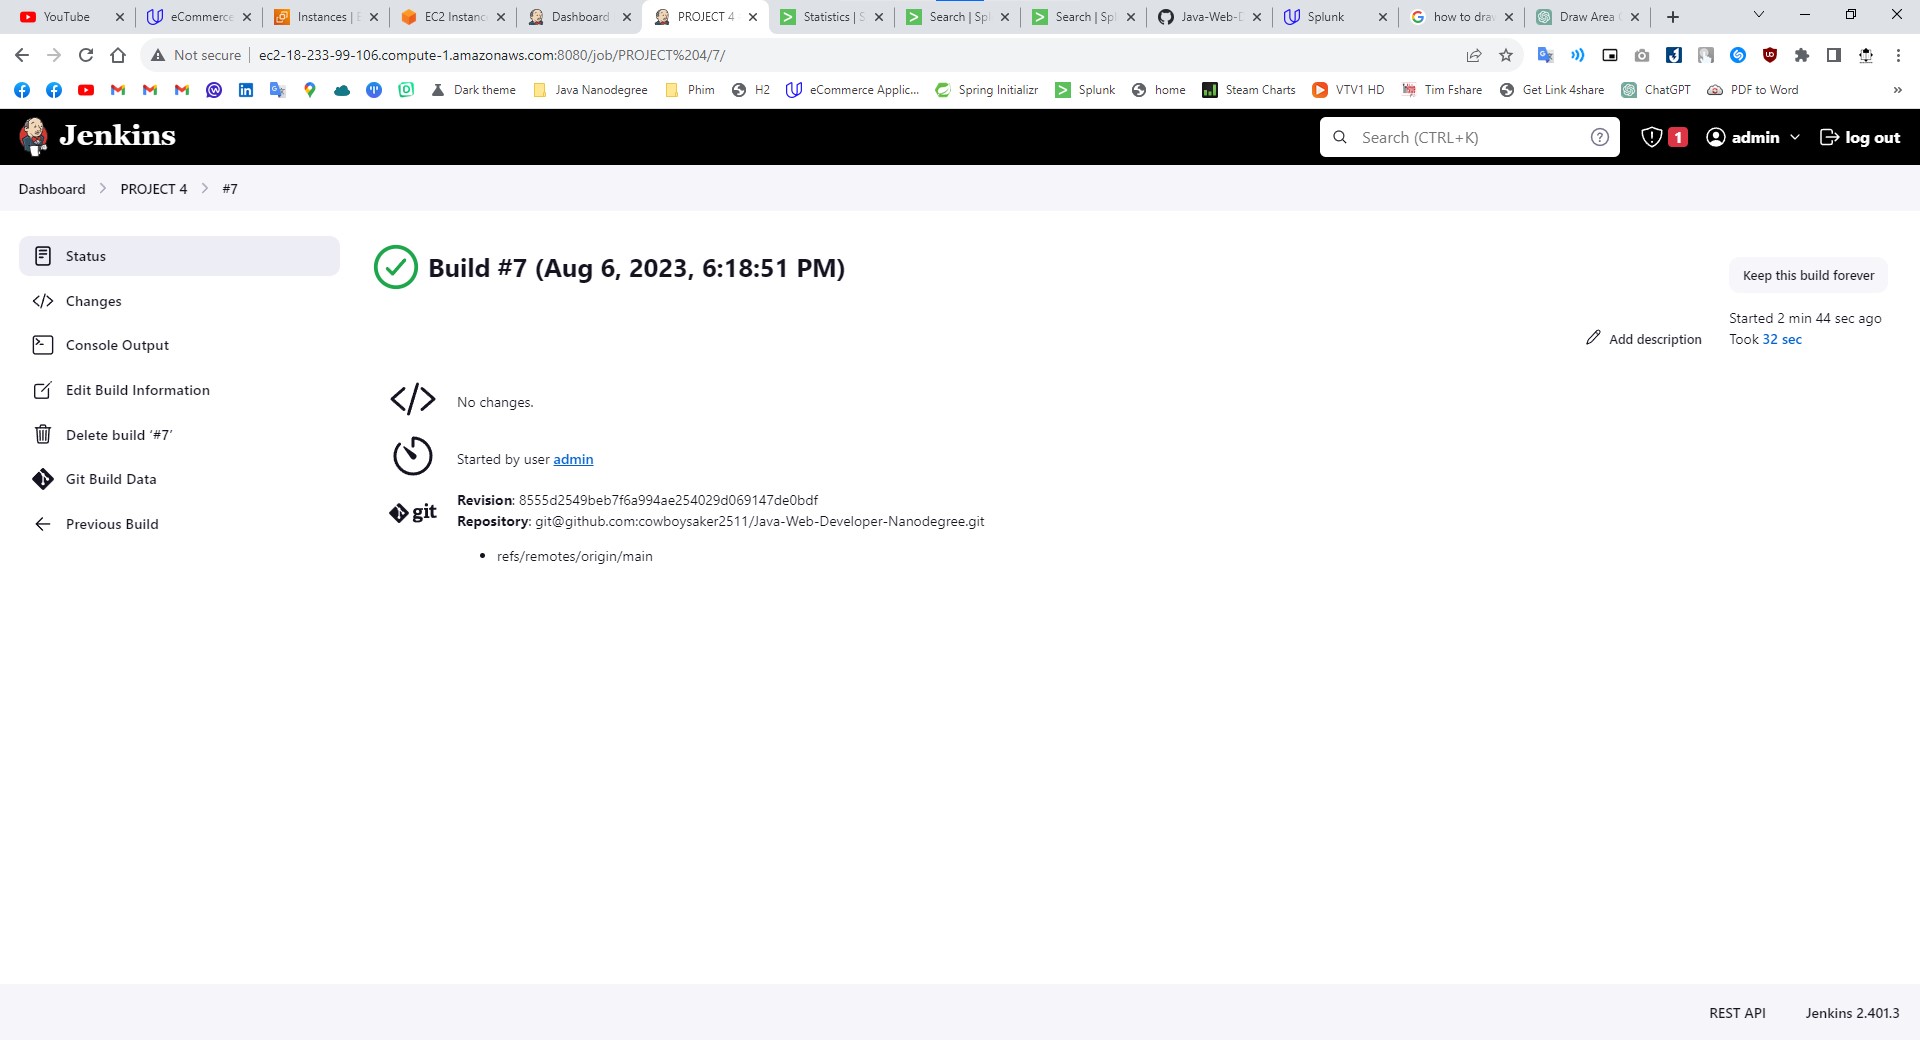 YouTube
eCommerce
Instances | E
EC2 Instanc
Dashboard
PROJECT 4
Statistics | S
Search | Spl
Search | Spl
Java-Web-D
Splunk
how to draw
Draw Area C
Not secure
ec2-18-233-99-106.compute-1.amazonaws.com:8080/job/PROJECT%204/7/
Dark theme
Java Nanodegree
Phim
H2
eCommerce Applic...
Spring Initializr
Splunk
home
Steam Charts
VTV1 HD
Tim Fshare
Get Link 4share
ChatGPT
PDF to Word
»
Jenkins
Search (CTRL+K)
1
admin
log out
Dashboard
PROJECT 4
#7
Status
Changes
Console Output
Edit Build Information
Delete build ‘#7’
Git Build Data
Previous Build
Build #7 (Aug 6, 2023, 6:18:51 PM)
Keep this build forever
Started 2 min 44 sec ago
Took 32 sec
Add description
No changes.
Started by user admin
git
Revision: 8555d2549beb7f6a994ae254029d069147de0bdf
Repository: git@github.com:cowboysaker2511/Java-Web-Developer-Nanodegree.git
• refs/remotes/origin/main
REST API
Jenkins 2.401.3